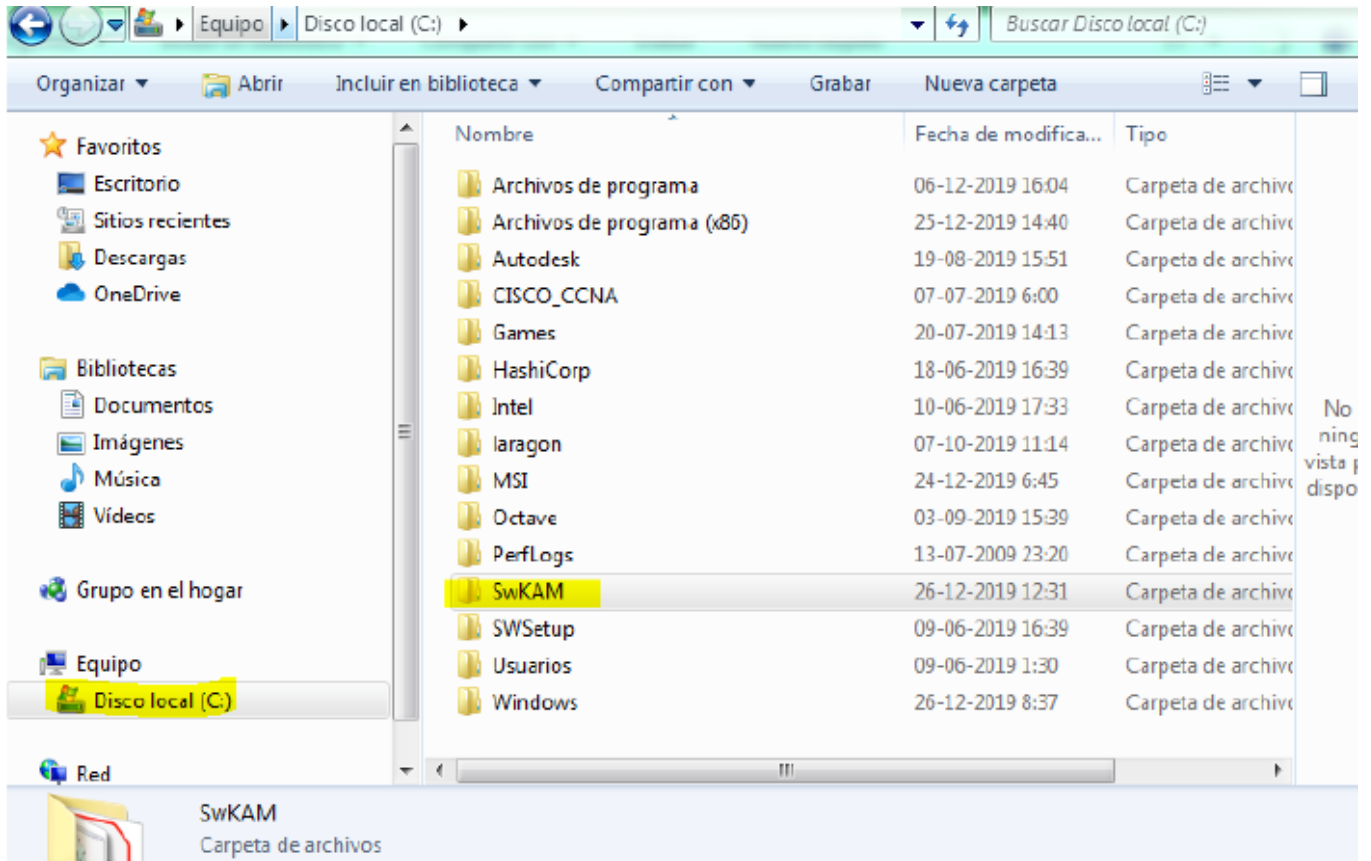 Equipo Disco local (C:) Buscar Disco local (C:)
Organizar Abrir Incluir en biblioteca Compartir con Grabar Nueva carpeta
Favoritos
Escritorio
Sitios recientes
Descargas
OneDrive
Bibliotecas
Documentos
Imágenes
Música
Vídeos
Grupo en el hogar
Equipo
Disco local (C:)
Red
Nombre Fecha de modifica... Tipo
Archivos de programa 06-12-2019 16:04 Carpeta de archivo
Archivos de programa (x86) 25-12-2019 14:40 Carpeta de archivo
Autodesk 19-08-2019 15:51 Carpeta de archivo
CISCO_CCNA 07-07-2019 6:00 Carpeta de archivo
Games 20-07-2019 14:13 Carpeta de archivo
HashiCorp 18-06-2019 16:39 Carpeta de archivo
Intel 10-06-2019 17:33 Carpeta de archivo
laragon 07-10-2019 11:14 Carpeta de archivo
MSI 24-12-2019 6:45 Carpeta de archivo
Octave 03-09-2019 15:39 Carpeta de archivo
PerfLogs 13-07-2009 23:20 Carpeta de archivo
SwKAM 26-12-2019 12:31 Carpeta de archivo
SWSetup 09-06-2019 16:39 Carpeta de archivo
Usuarios 09-06-2019 1:30 Carpeta de archivo
Windows 26-12-2019 8:37 Carpeta de archivo
No
ning
vista p
dispo
SwKAM
Carpeta de archivos